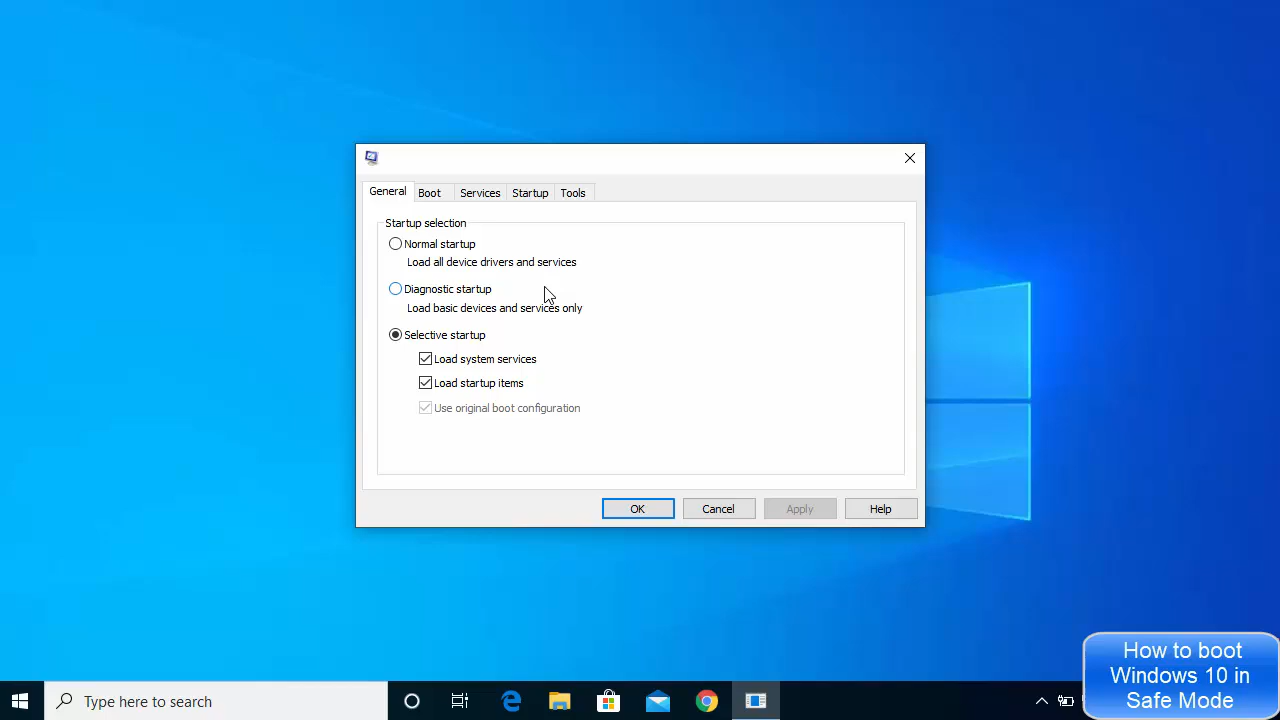 General
Boot
Services
Startup
Tools
Startup selection
Normal startup
Load all device drivers and services
Diagnostic startup
Load basic devices and services only
Selective startup
Load system services
Load startup items
Use original boot configuration
OK
Cancel
Apply
Help
Type here to search
How to boot
Windows 10 in
Safe Mode